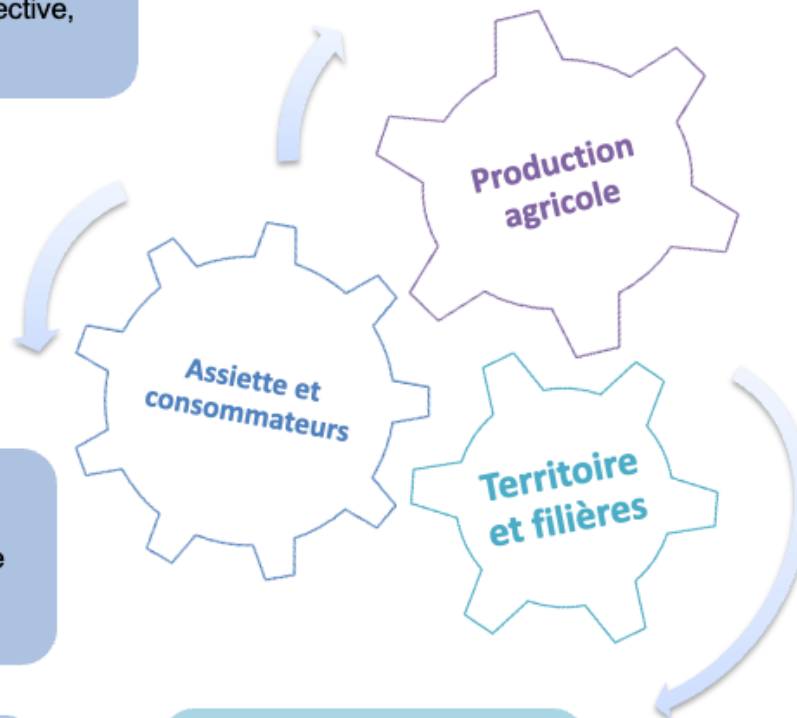 ective,
Production
agricole
Assiette et
consommateurs
Territoire
et filières
e